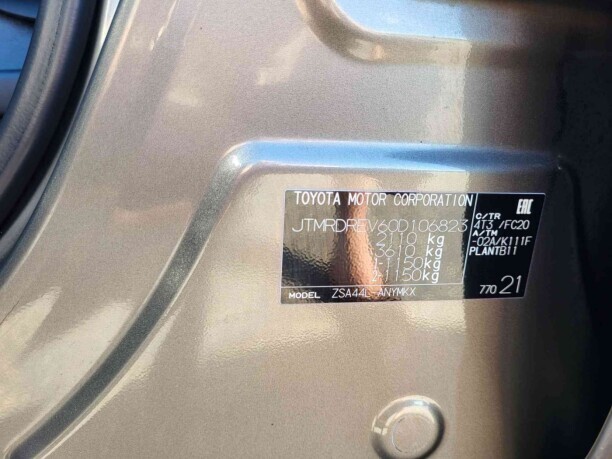 TOYOTA MOTOR CORPORATION
EAC
JTMRDREV60D106823
2110 kg
kg
1-1150kg
2-1150kg
C/TR
4T3 /FC20
A/TM
-02A/K111F
PLANTB11
MODEL ZSA44L-ANYMKX
770 21